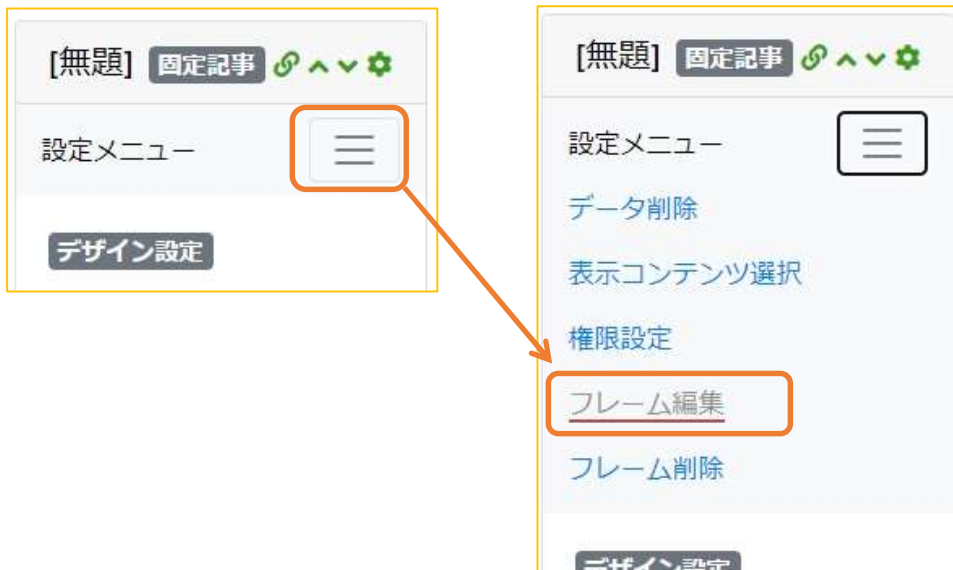 [無題] 固定記事
設定メニュー
デザイン設定
[無題] 固定記事
設定メニュー
データ削除
表示コンテンツ選択
権限設定
フレーム編集
フレーム削除
デザイン設定